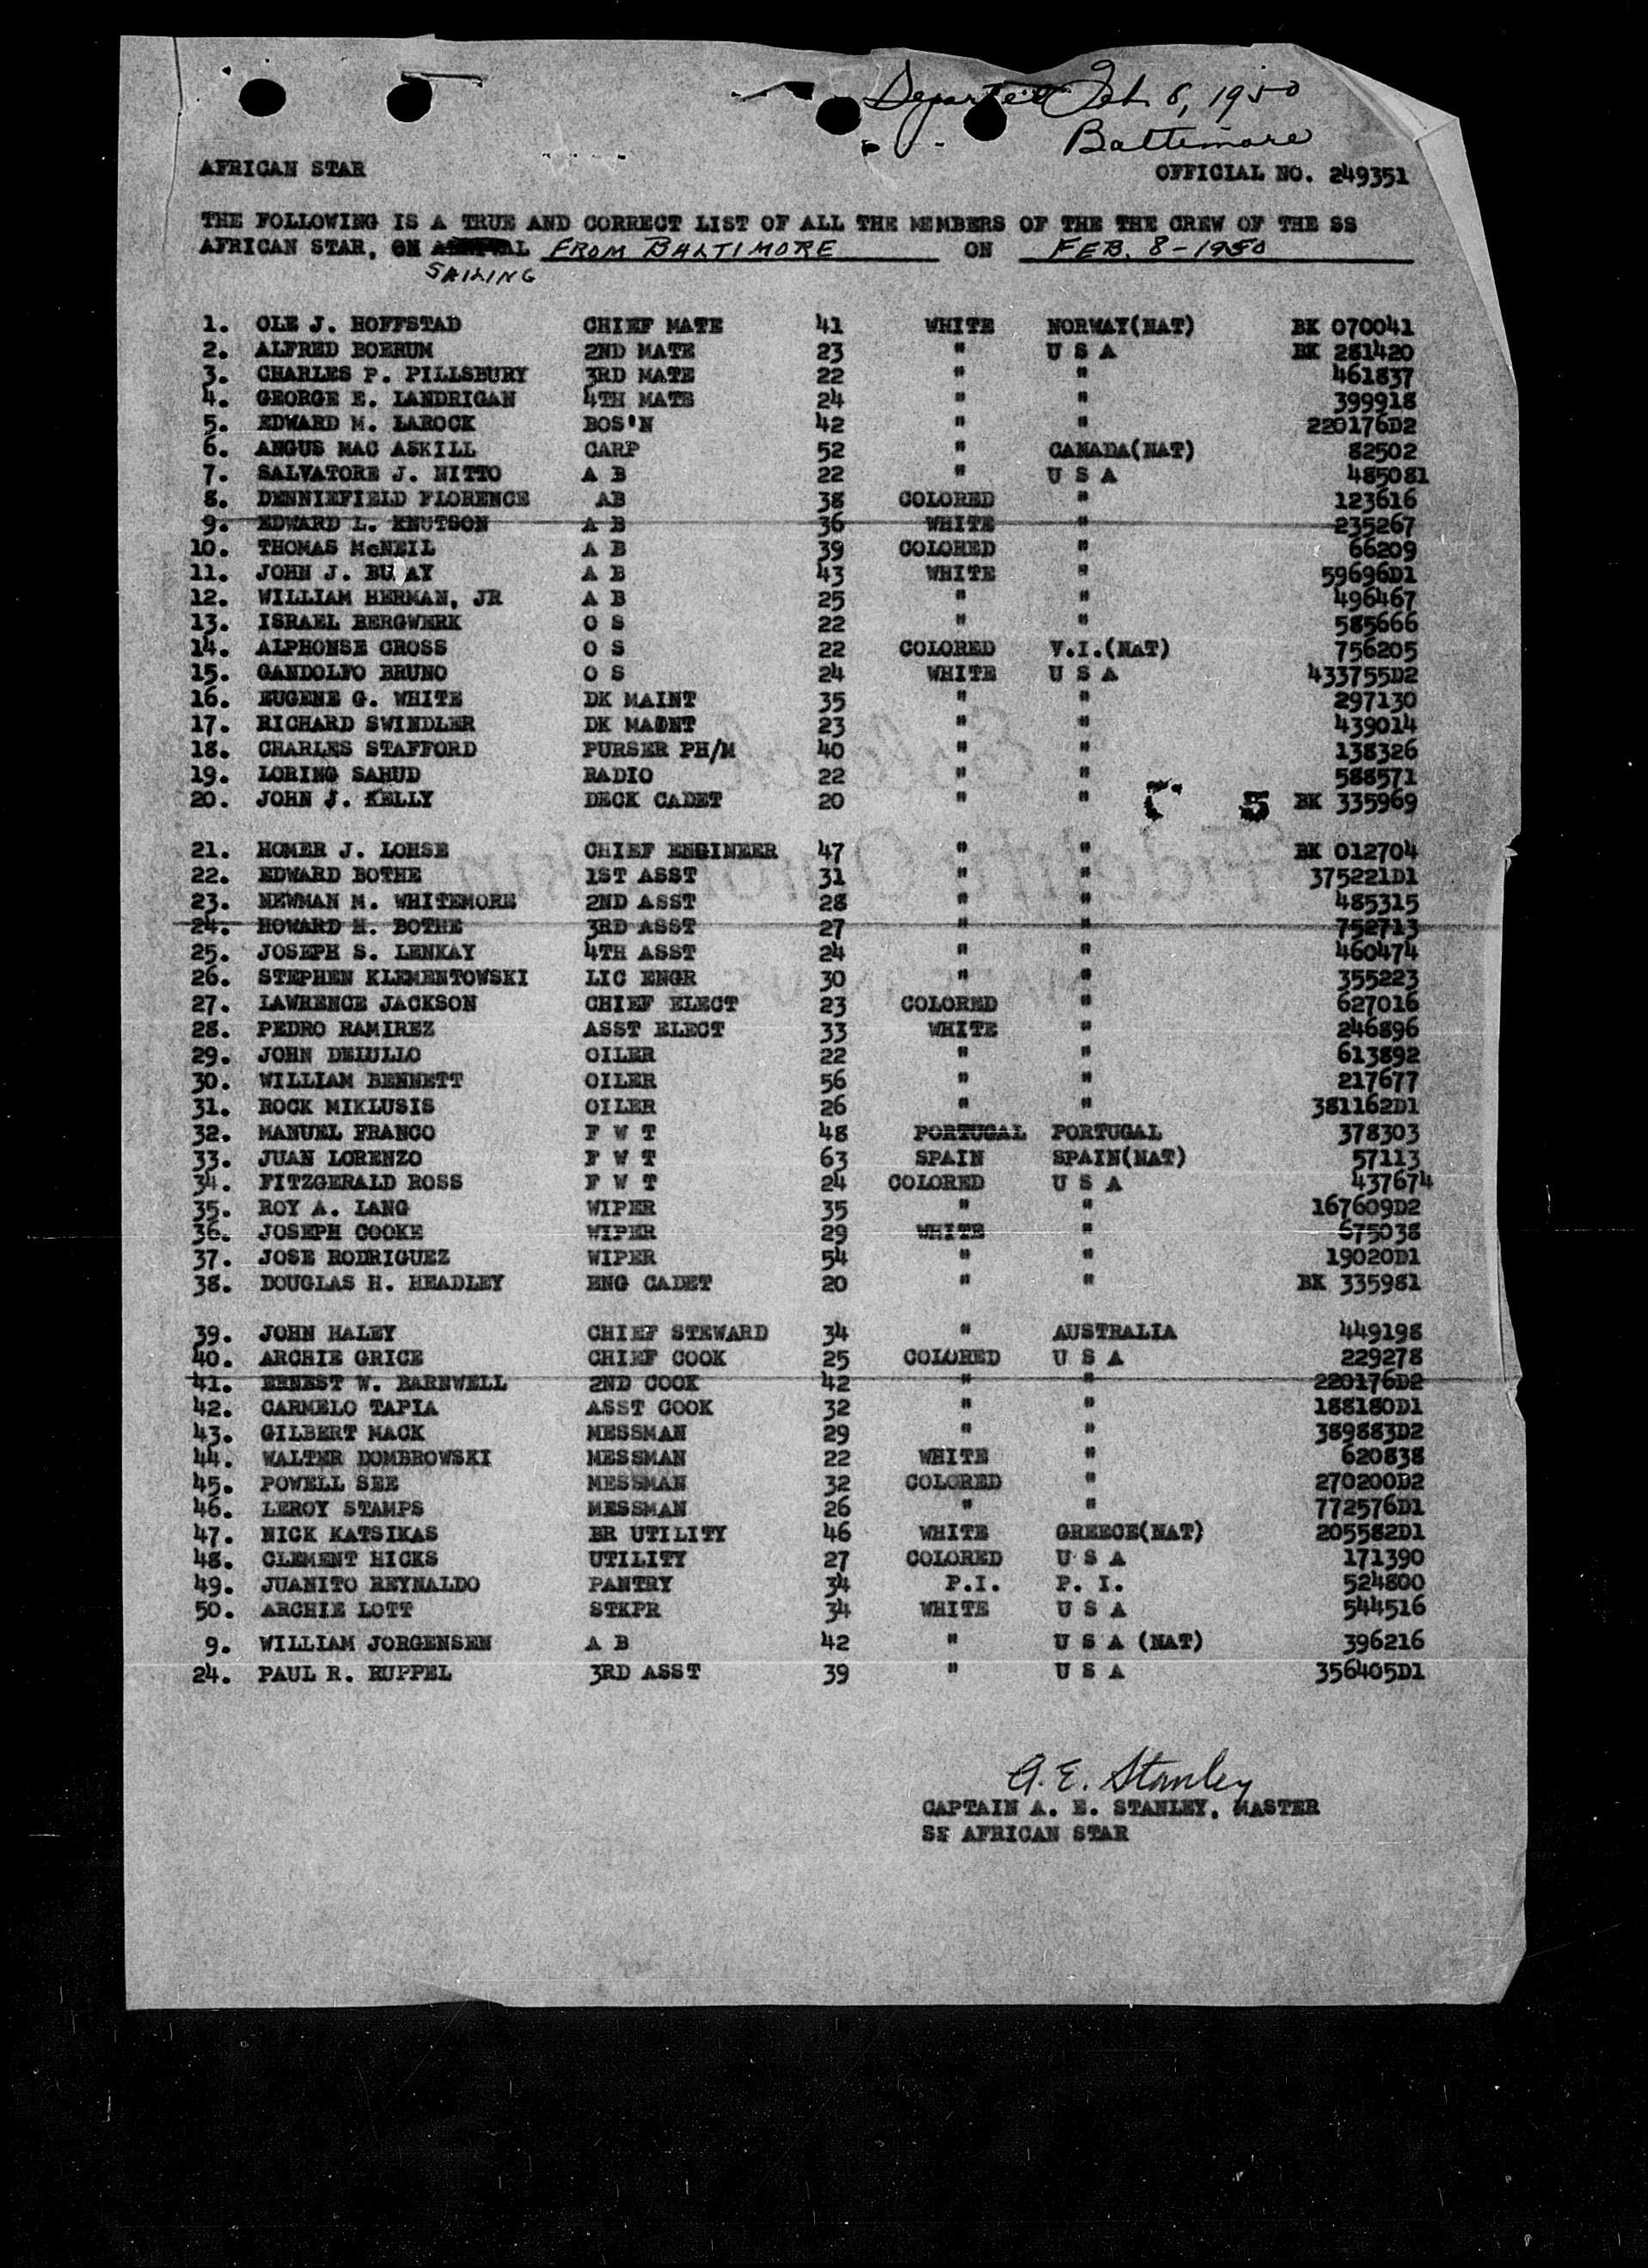 Departed Feb 8, 1950
Baltimore
AFRICAN STAR OFFICIAL NO. 249351
THE FOLLOWING IS A TRUE AND CORRECT LIST OF ALL THE MEMBERS OF THE THE CREW OF THE SS
AFRICAN STAR, ON ARRIVAL FROM BALTIMORE ON FEB. 8-1950
SAILING
1. OLE J. HOFFSTAD CHIEF MATE 41 WHITE NORWAY(NAT) BK 070041
2. ALFRED BOERUM 2ND MATE 23 " U S A BK 281420
3. CHARLES P. PILLSBURY 3RD MATE 22 " " 461837
4. GEORGE E. LANDRIGAN 4TH MATE 24 " " 399918
5. EDWARD M. LAROCK BOS'N 42 " " 220176D2
6. ANGUS MAC ASKILL CARP 52 " CANADA(NAT) 82502
7. SALVATORE J. NITTO A B 22 " U S A 485081
8. DENNIEFIELD FLORENCE AB 38 COLORED " 123616
9. EDWARD L. KNUTSON A B 36 WHITE " 235267
10. THOMAS McNEIL A B 39 COLORED " 66209
11. JOHN J. BU AY A B 43 WHITE " 59696D1
12. WILLIAM HERMAN, JR A B 25 " " 496467
13. ISRAEL BERGWERK O S 22 " " 585666
14. ALPHONSE CROSS O S 22 COLORED V.I.(NAT) 756205
15. GANDOLFO BRUNO O S 24 WHITE U S A 433755D2
16. EUGENE G. WHITE DK MAINT 35 " " 297130
17. RICHARD SWINDLER DK MAINT 23 " " 439014
18. CHARLES STAFFORD PURSER PH/M 40 " " 138326
19. LORING SAHUD RADIO 22 " " 588571
20. JOHN J. KELLY DECK CADET 20 " " 5 BK 335969
21. HOMER J. LOHSE CHIEF ENGINEER 47 " " BK 012704
22. EDWARD BOTHE 1ST ASST 31 " " 375221D1
23. NEWMAN M. WHITEMORE 2ND ASST 28 " " 485315
24. HOWARD H. BOTHE 3RD ASST 27 " " 752713
25. JOSEPH S. LENKAY 4TH ASST 24 " " 460474
26. STEPHEN KLEMENTOWSKI LIC ENGR 30 " " 355223
27. LAWRENCE JACKSON CHIEF ELECT 23 COLORED " 627016
28. PEDRO RAMIREZ ASST ELECT 33 WHITE " 246896
29. JOHN DEIULLO OILER 22 " " 613892
30. WILLIAM BENNETT OILER 56 " " 217677
31. ROCK MIKLUSIS OILER 26 " " 381162D1
32. MANUEL FRANCO F W T 48 PORTUGAL PORTUGAL 378303
33. JUAN LORENZO F W T 63 SPAIN SPAIN(NAT) 57113
34. FITZGERALD ROSS F W T 24 COLORED U S A 437674
35. ROY A. LANG WIPER 35 " " 167609D2
36. JOSEPH COOKE WIPER 29 WHITE " 675038
37. JOSE RODRIGUEZ WIPER 54 " " 19020D1
38. DOUGLAS H. HEADLEY ENG CADET 20 " " BK 335981
39. JOHN HALEY CHIEF STEWARD 34 " AUSTRALIA 449198
40. ARCHIE GRICE CHIEF COOK 25 COLORED U S A 229278
41. ERNEST W. BARNWELL 2ND COOK 42 " " 220176D2
42. CARMELO TAPIA ASST COOK 32 " " 188180D1
43. GILBERT MACK MESSMAN 29 " " 389883D2
44. WALTER DOMBROWSKI MESSMAN 22 WHITE " 620838
45. POWELL SEE MESSMAN 32 COLORED " 270200D2
46. LEROY STAMPS MESSMAN 26 " " 772576D1
47. NICK KATSIKAS BR UTILITY 46 WHITE GREECE(NAT) 205582D1
48. CLEMENT HICKS UTILITY 27 COLORED U S A 171390
49. JUANITO REYNALDO PANTRY 34 P.I. P. I. 524800
50. ARCHIE LOTT STKPR 34 WHITE U S A 544516
9. WILLIAM JORGENSEN A B 42 " U S A (NAT) 396216
24. PAUL R. RUPPEL 3RD ASST 39 " U S A 356405D1
A. E. Stanley
CAPTAIN A. E. STANLEY, MASTER
SS AFRICAN STAR